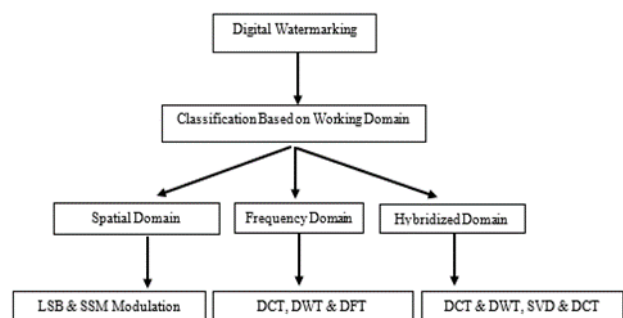 Digital Watermarking
Classification Based on Working Domain
Spatial Domain
Frequency Domain
Hybridized Domain
LSB & SSM Modulation
DCT, DWT & DFT
DCT & DWT, SVD & DCT